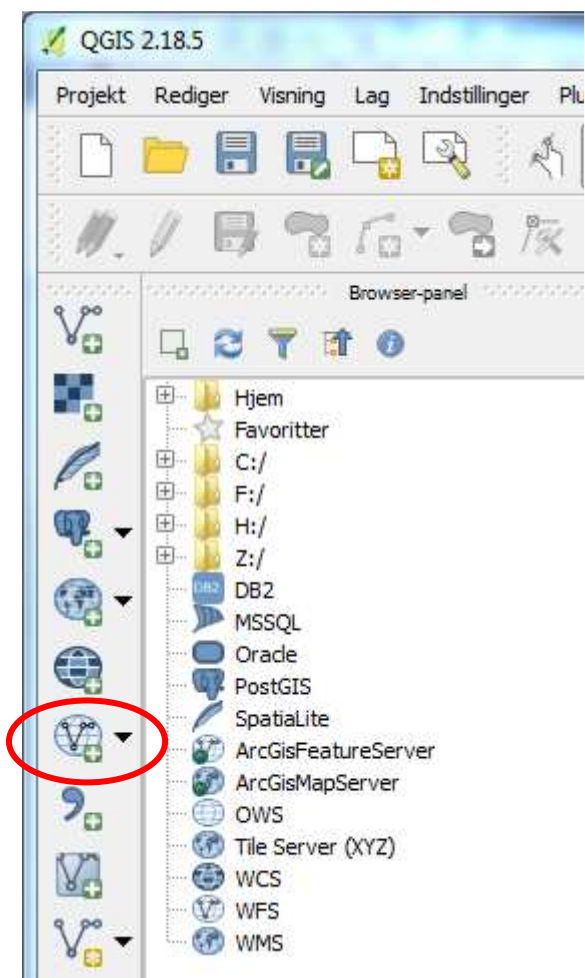 QGIS 2.18.5
Projekt Rediger Visning Lag Indstillinger
Browser-panel
Hjem
Favoritter
C:/
F:/
H:/
Z:/
DB2 DB2
MSSQL
Oracle
PostGIS
SpatiaLite
ArcGisFeatureServer
ArcGisMapServer
OWS
Tile Server (XYZ)
WCS
WFS
WMS